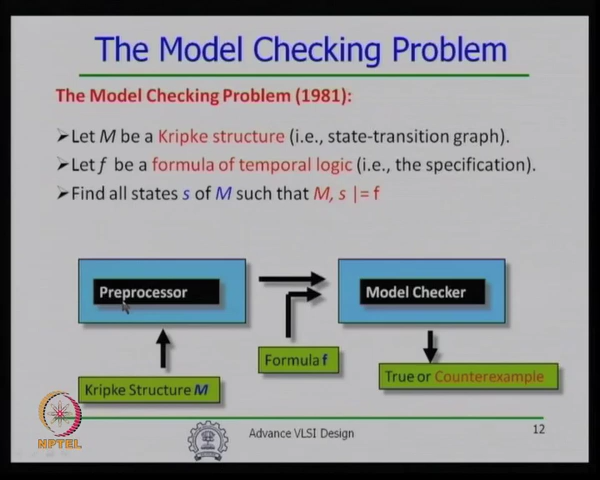 The Model Checking Problem
The Model Checking Problem (1981):
➢Let M be a Kripke structure (i.e., state-transition graph).
➢Let f be a formula of temporal logic (i.e., the specification).
➢Find all states s of M such that M, s |= f
Preprocessor
Model Checker
Formula f
Kripke Structure M
True or Counterexample
NPTEL
Advance VLSI Design
12